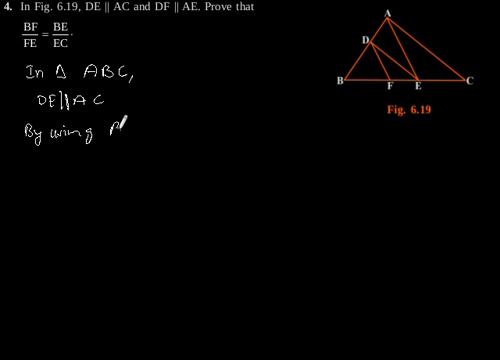 4. In Fig. 6.19, DE || AC and DF || AE. Prove that
BF/FE = BE/EC.
A
D
B F E C
Fig. 6.19
In Δ ABC,
DE || AC
By using